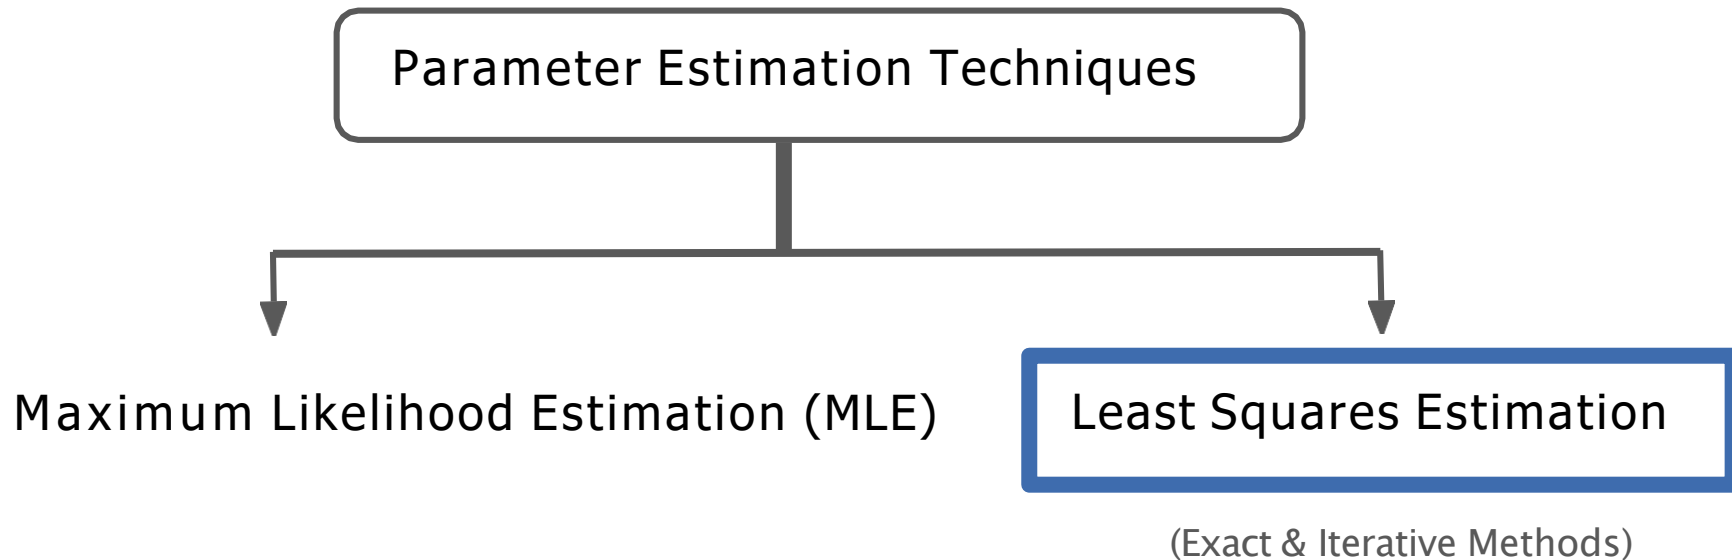 Parameter Estimation Techniques
Maximum Likelihood Estimation (MLE)
Least Squares Estimation
(Exact & Iterative Methods)